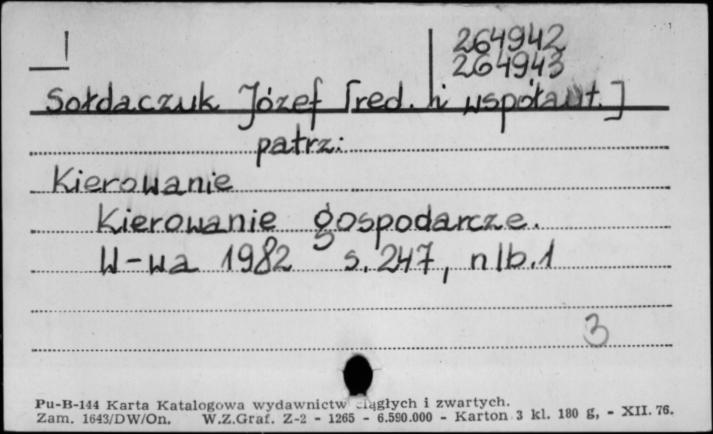 264942
264943
Sołdaczuk Józef [red. i współaut.]
patrz:
Kierowanie
Kierowanie gospodarcze.
W-wa 1982 s. 247, nlb. 1
3
Pu-B-144 Karta Katalogowa wydawnictw ciągłych i zwartych.
Zam. 1643/DW/On. W.Z.Graf. Z-2 - 1265 - 6.590.000 - Karton 3 kl. 180 g, - XII. 76.